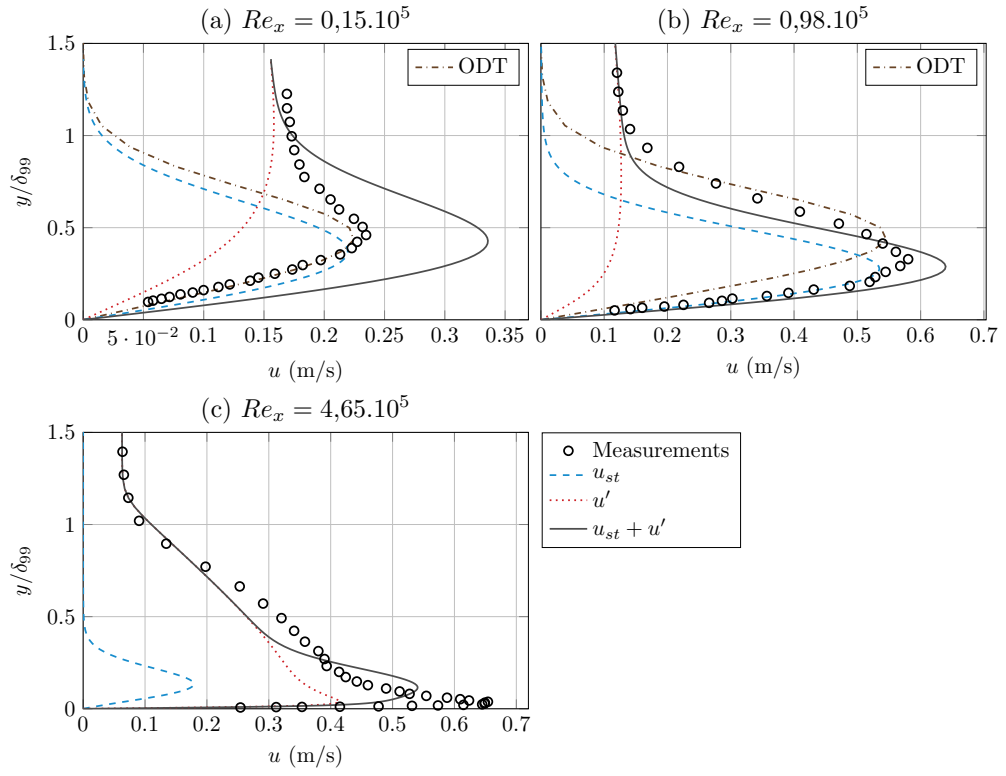 (a) Re_x = 0,15.10^5
1.5
1
0.5
0
y/δ_99
5 · 10^−2
0
0.1
0.15
0.2
0.25
0.3
0.35
u (m/s)
ODT
(b) Re_x = 0,98.10^5
1.5
1
0.5
0
0
0.1
0.2
0.3
0.4
0.5
0.6
0.7
u (m/s)
ODT
(c) Re_x = 4,65.10^5
1.5
1
0.5
0
y/δ_99
0
0.1
0.2
0.3
0.4
0.5
0.6
0.7
u (m/s)
Measurements
u_st
u′
u_st + u′